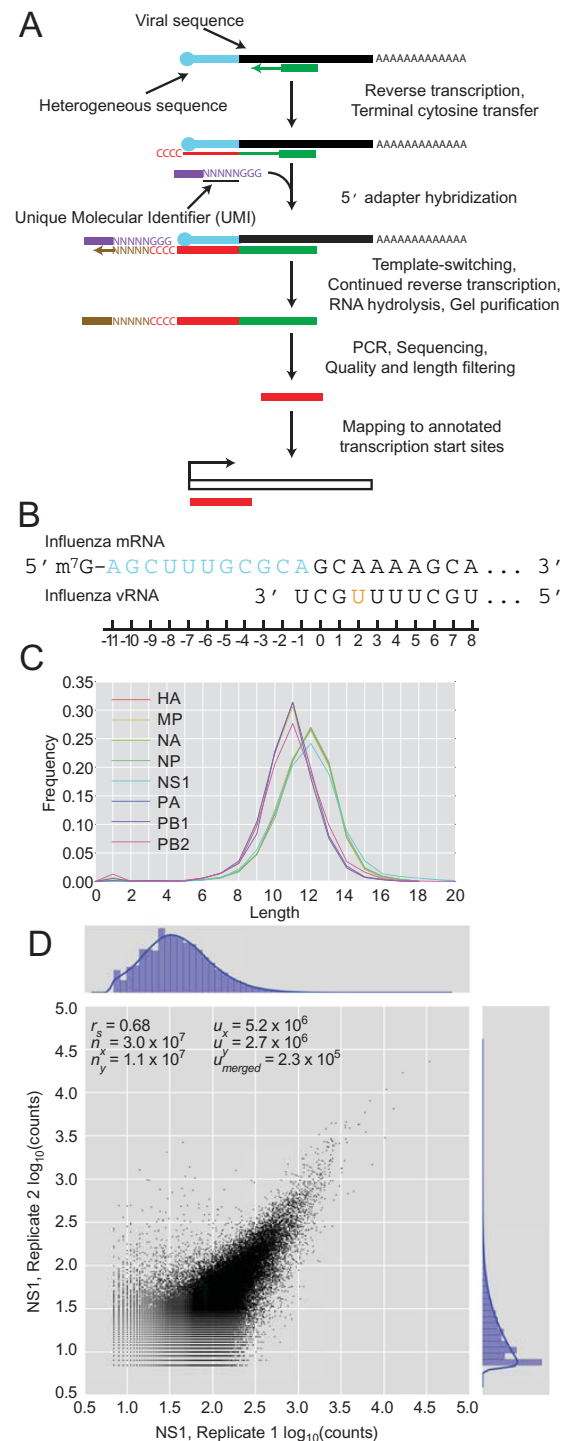 A
Viral sequence
AAAAAAAAAAAAA
Heterogeneous sequence
Reverse transcription,
Terminal cytosine transfer
AAAAAAAAAAAAA
CCCC
NNNNNGGG
Unique Molecular Identifier (UMI)
5′ adapter hybridization
NNNNNGGG
AAAAAAAAAAAAA
NNNNNCCCC
Template-switching,
Continued reverse transcription,
RNA hydrolysis, Gel purification
NNNNNCCCC
PCR, Sequencing,
Quality and length filtering
Mapping to annotated
transcription start sites
B
Influenza mRNA
5′ m⁷G-AGCUUUGCGCAGCAAAAGCA... 3′
Influenza vRNA
3′ UCGUUUUCGU... 5′
-11 -10 -9 -8 -7 -6 -5 -4 -3 -2 -1 0 1 2 3 4 5 6 7 8
C
Frequency
0.35
0.30
0.25
0.20
0.15
0.10
0.05
0.00
HA
MP
NA
NP
NS1
PA
PB1
PB2
0 2 4 6 8 10 12 14 16 18 20
Length
D
NS1, Replicate 2 log₁₀(counts)
5.0
4.5
4.0
3.5
3.0
2.5
2.0
1.5
1.0
0.5
r_s = 0.68 u_x = 5.2 x 10⁶
n_x = 3.0 x 10⁷ u_y = 2.7 x 10⁶
n_y = 1.1 x 10⁷ u_merged = 2.3 x 10⁵
0.5 1.0 1.5 2.0 2.5 3.0 3.5 4.0 4.5 5.0
NS1, Replicate 1 log₁₀(counts)